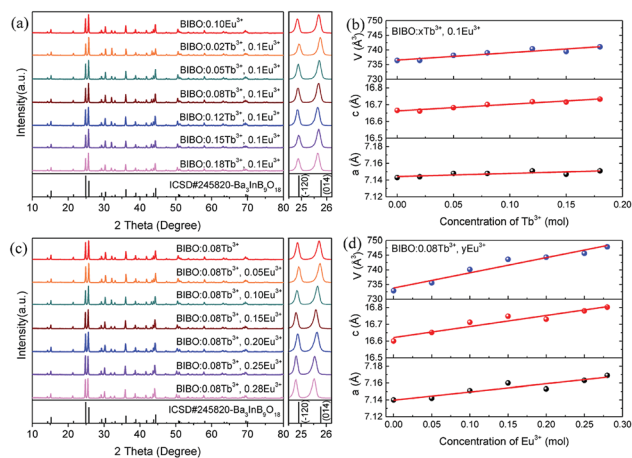 (a)
BIBO:0.10Eu³⁺
BIBO:0.02Tb³⁺, 0.1Eu³⁺
BIBO:0.05Tb³⁺, 0.1Eu³⁺
BIBO:0.08Tb³⁺, 0.1Eu³⁺
BIBO:0.12Tb³⁺, 0.1Eu³⁺
BIBO:0.15Tb³⁺, 0.1Eu³⁺
BIBO:0.18Tb³⁺, 0.1Eu³⁺
ICSD#245820-Ba₃InB₉O₁₈
Intensity(a.u.)
10 20 30 40 50 60 70 80
2 Theta (Degree)
(-120)
(014)
25 26
(b)
BIBO:xTb³⁺, 0.1Eu³⁺
V (Å³)
750
745
740
735
730
c (Å)
16.8
16.7
16.6
16.5
a (Å)
7.18
7.16
7.14
7.12
0.00 0.05 0.10 0.15 0.20
Concentration of Tb³⁺ (mol)
(c)
BIBO:0.08Tb³⁺
BIBO:0.08Tb³⁺, 0.05Eu³⁺
BIBO:0.08Tb³⁺, 0.10Eu³⁺
BIBO:0.08Tb³⁺, 0.15Eu³⁺
BIBO:0.08Tb³⁺, 0.20Eu³⁺
BIBO:0.08Tb³⁺, 0.25Eu³⁺
BIBO:0.08Tb³⁺, 0.28Eu³⁺
ICSD#245820-Ba₃InB₉O₁₈
Intensity(a.u.)
10 20 30 40 50 60 70 80
2 Theta (Degree)
(-120)
(014)
25 26
(d)
BIBO:0.08Tb³⁺, yEu³⁺
V (Å³)
750
745
740
735
730
c (Å)
16.8
16.7
16.6
16.5
a (Å)
7.18
7.16
7.14
7.12
0.00 0.05 0.10 0.15 0.20 0.25
Concentration of Eu³⁺ (mol)